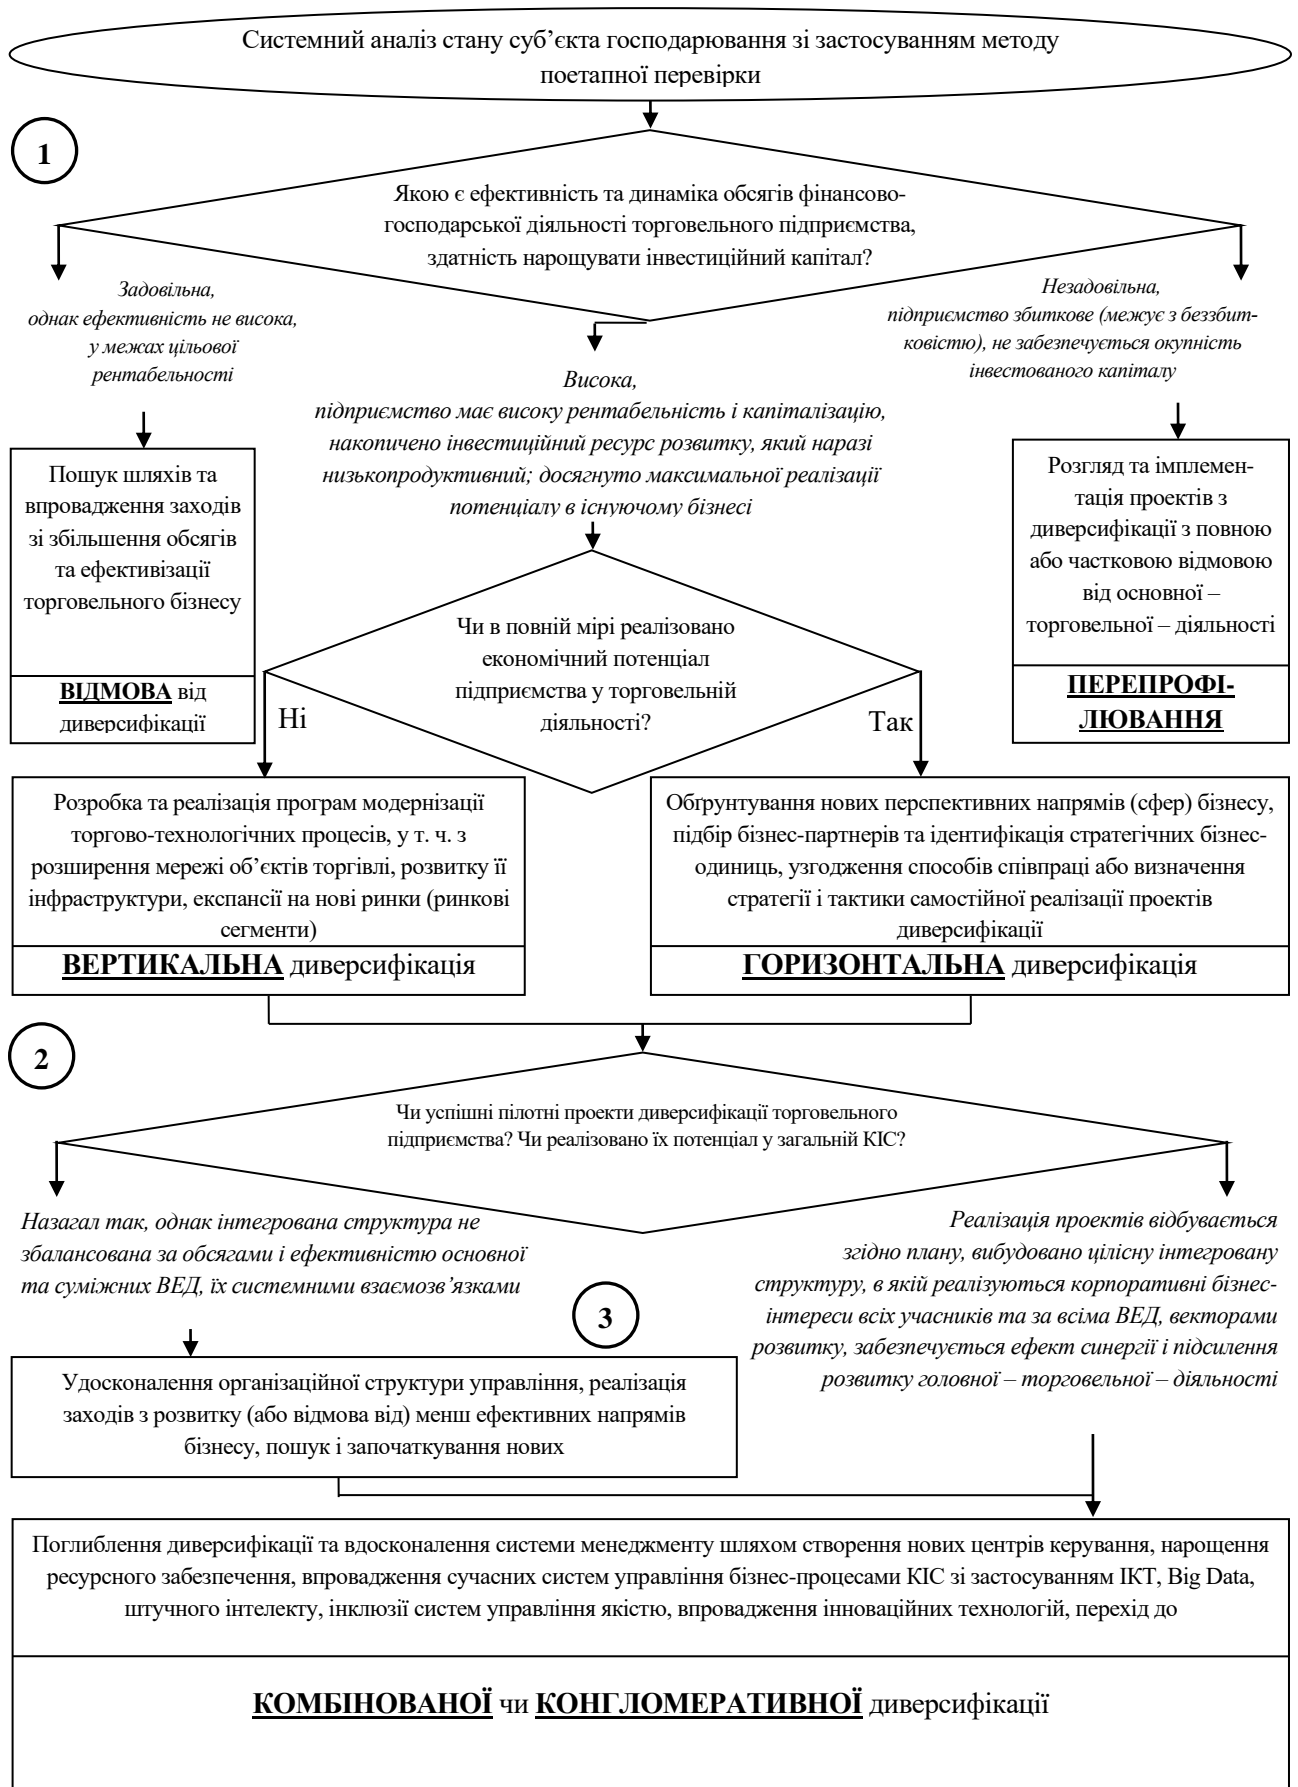 Системний аналіз стану суб’єкта господарювання зі застосуванням методу
поетапної перевірки
1
Якою є ефективність та динаміка обсягів фінансово-
господарської діяльності торговельного підприємства,
здатність нарощувати інвестиційний капітал?
Задовільна,
однак ефективність не висока,
у межах цільової
рентабельності
Незадовільна,
підприємство збиткове (межує з беззбит-
ковістю), не забезпечується окупність
інвестованого капіталу
Висока,
підприємство має високу рентабельність і капіталізацію,
накопичено інвестиційний ресурс розвитку, який наразі
низькопродуктивний; досягнуто максимальної реалізації
потенціалу в існуючому бізнесі
Пошук шляхів та
впровадження заходів
зі збільшення обсягів
та ефективізації
торговельного бізнесу
ВІДМОВА від
диверсифікації
Розгляд та імплемен-
тація проектів з
диверсифікації з повною
або частковою відмовою
від основної –
торговельної – діяльності
ПЕРЕПРОФІ-
ЛЮВАННЯ
Чи в повній мірі реалізовано
економічний потенціал
підприємства у торговельній
діяльності?
Ні
Так
Розробка та реалізація програм модернізації
торгово-технологічних процесів, у т. ч. з
розширення мережі об’єктів торгівлі, розвитку її
інфраструктури, експансії на нові ринки (ринкові
сегменти)
ВЕРТИКАЛЬНА диверсифікація
Обґрунтування нових перспективних напрямів (сфер) бізнесу,
підбір бізнес-партнерів та ідентифікація стратегічних бізнес-
одиниць, узгодження способів співпраці або визначення
стратегії і тактики самостійної реалізації проектів
диверсифікації
ГОРИЗОНТАЛЬНА диверсифікація
2
Чи успішні пілотні проекти диверсифікації торговельного
підприємства? Чи реалізовано їх потенціал у загальній КІС?
Назагал так, однак інтегрована структура не
збалансована за обсягами і ефективністю основної
та суміжних ВЕД, їх системними взаємозв’язками
Реалізація проектів відбувається
згідно плану, вибудовано цілісну інтегровану
структуру, в якій реалізуються корпоративні бізнес-
інтереси всіх учасників та за всіма ВЕД, векторами
розвитку, забезпечується ефект синергії і підсилення
розвитку головної – торговельної – діяльності
3
Удосконалення організаційної структури управління, реалізація
заходів з розвитку (або відмова від) менш ефективних напрямів
бізнесу, пошук і започаткування нових
Поглиблення диверсифікації та вдосконалення системи менеджменту шляхом створення нових центрів керування, нарощення
ресурсного забезпечення, впровадження сучасних систем управління бізнес-процесами КІС зі застосуванням ІКТ, Big Data,
штучного інтелекту, інклюзії систем управління якістю, впровадження інноваційних технологій, перехід до
КОМБІНОВАНОЇ чи КОНГЛОМЕРАТИВНОЇ диверсифікації